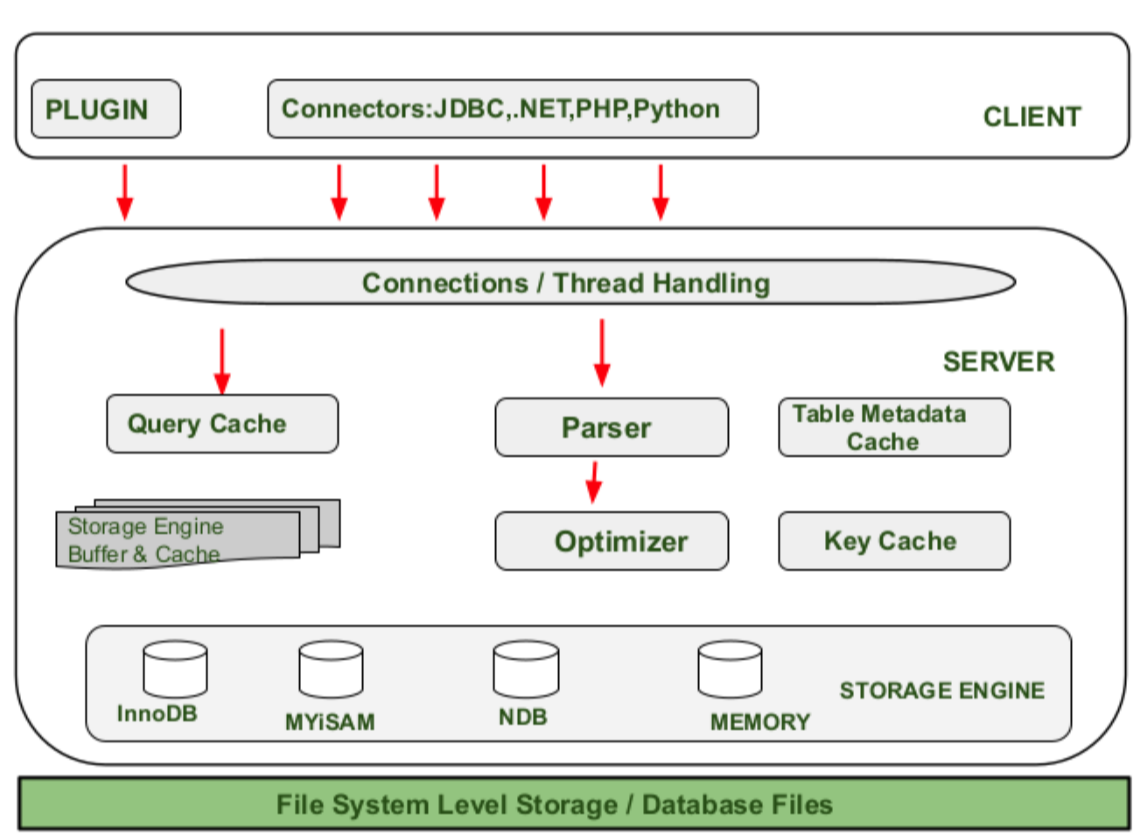 PLUGIN
Connectors:JDBC,.NET,PHP,Python
CLIENT
Connections / Thread Handling
SERVER
Query Cache
Parser
Table Metadata
Cache
Storage Engine
Buffer & Cache
Optimizer
Key Cache
InnoDB
MYiSAM
NDB
MEMORY
STORAGE ENGINE
File System Level Storage / Database Files